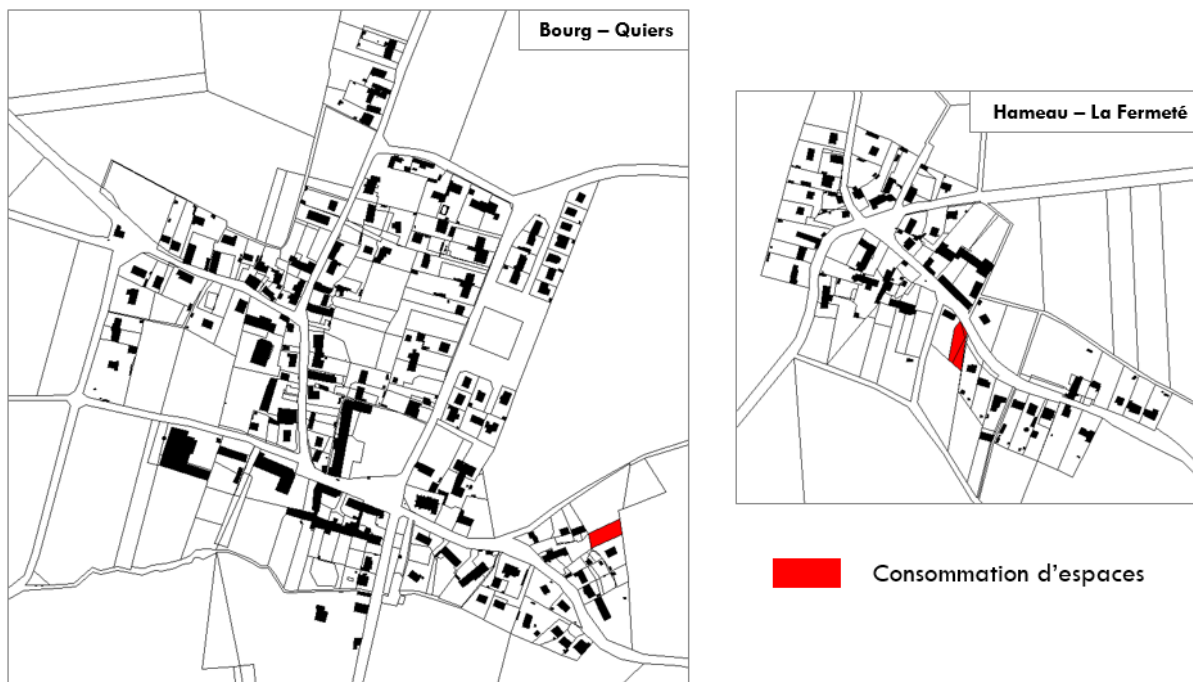 Bourg – Quiers
Hameau – La Fermeté
Consommation d'espaces